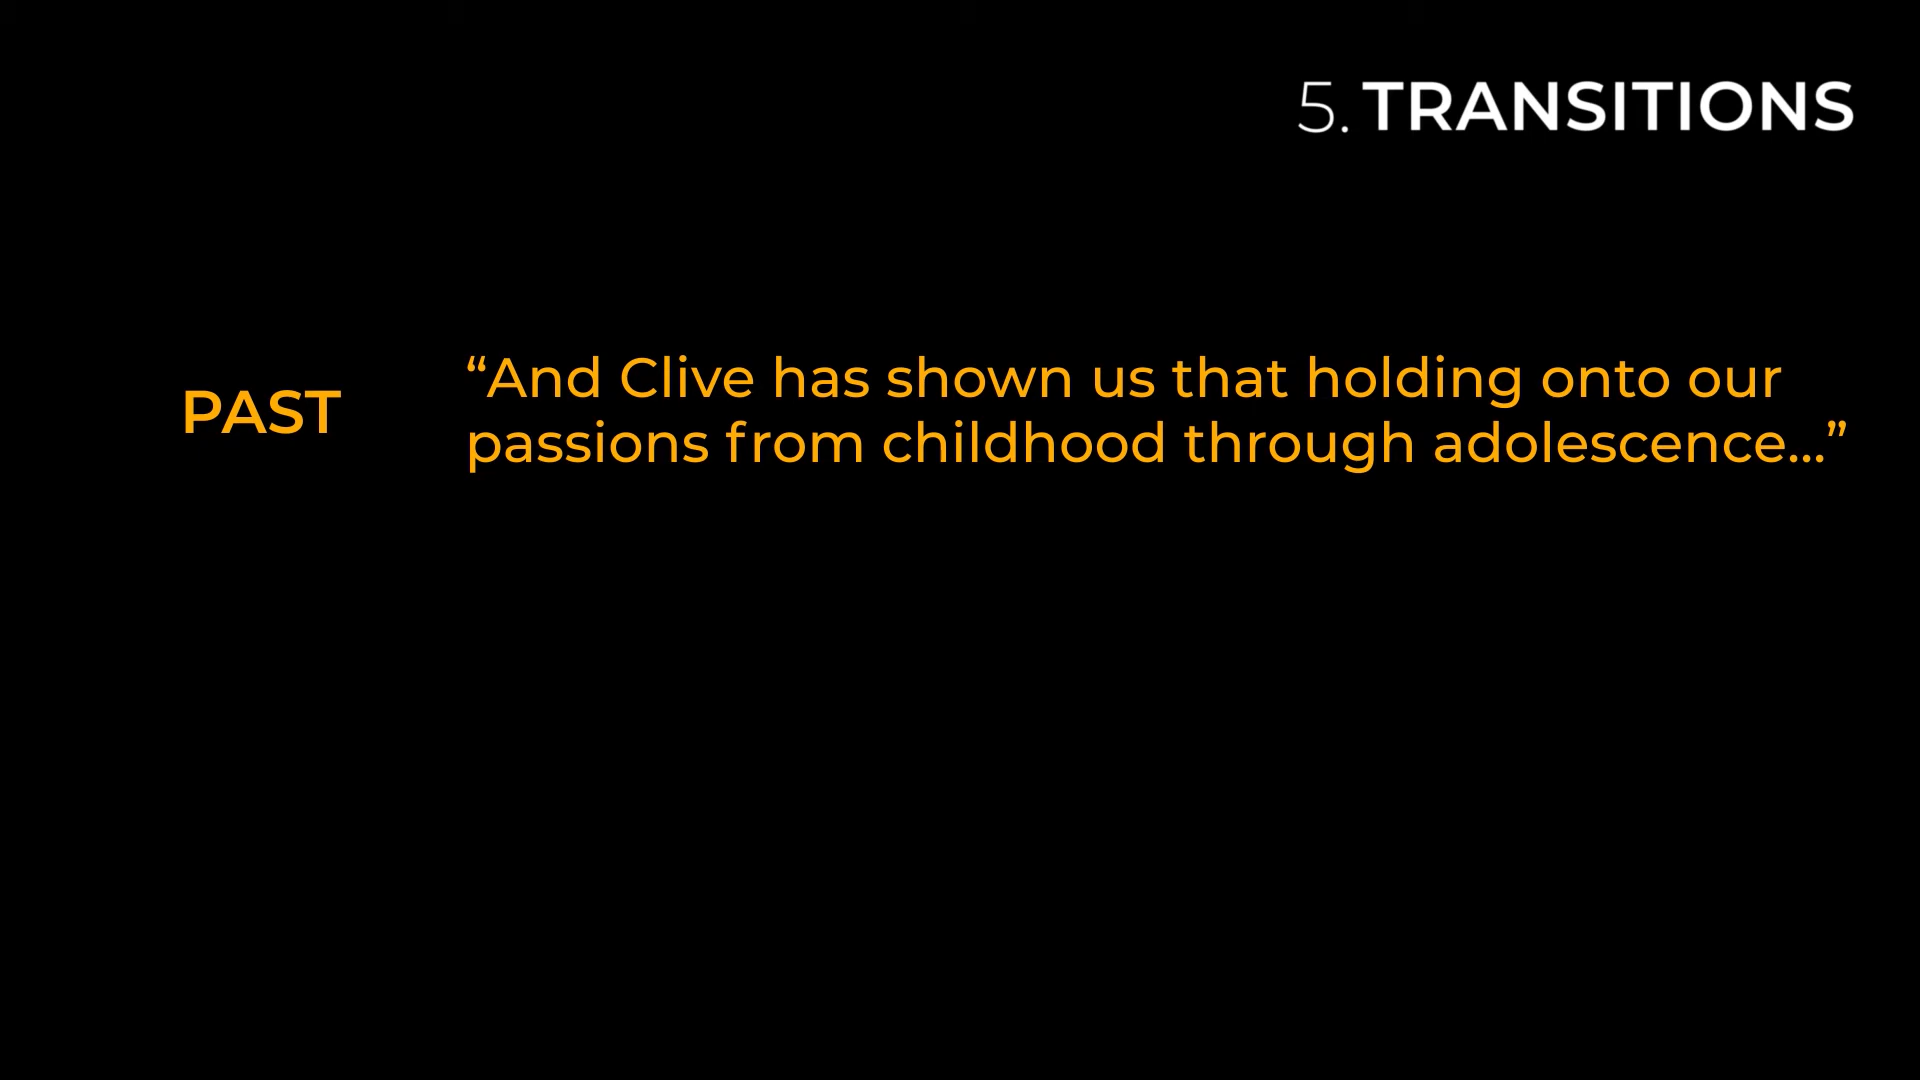 5. TRANSITIONS
PAST
“And Clive has shown us that holding onto our
passions from childhood through adolescence...”